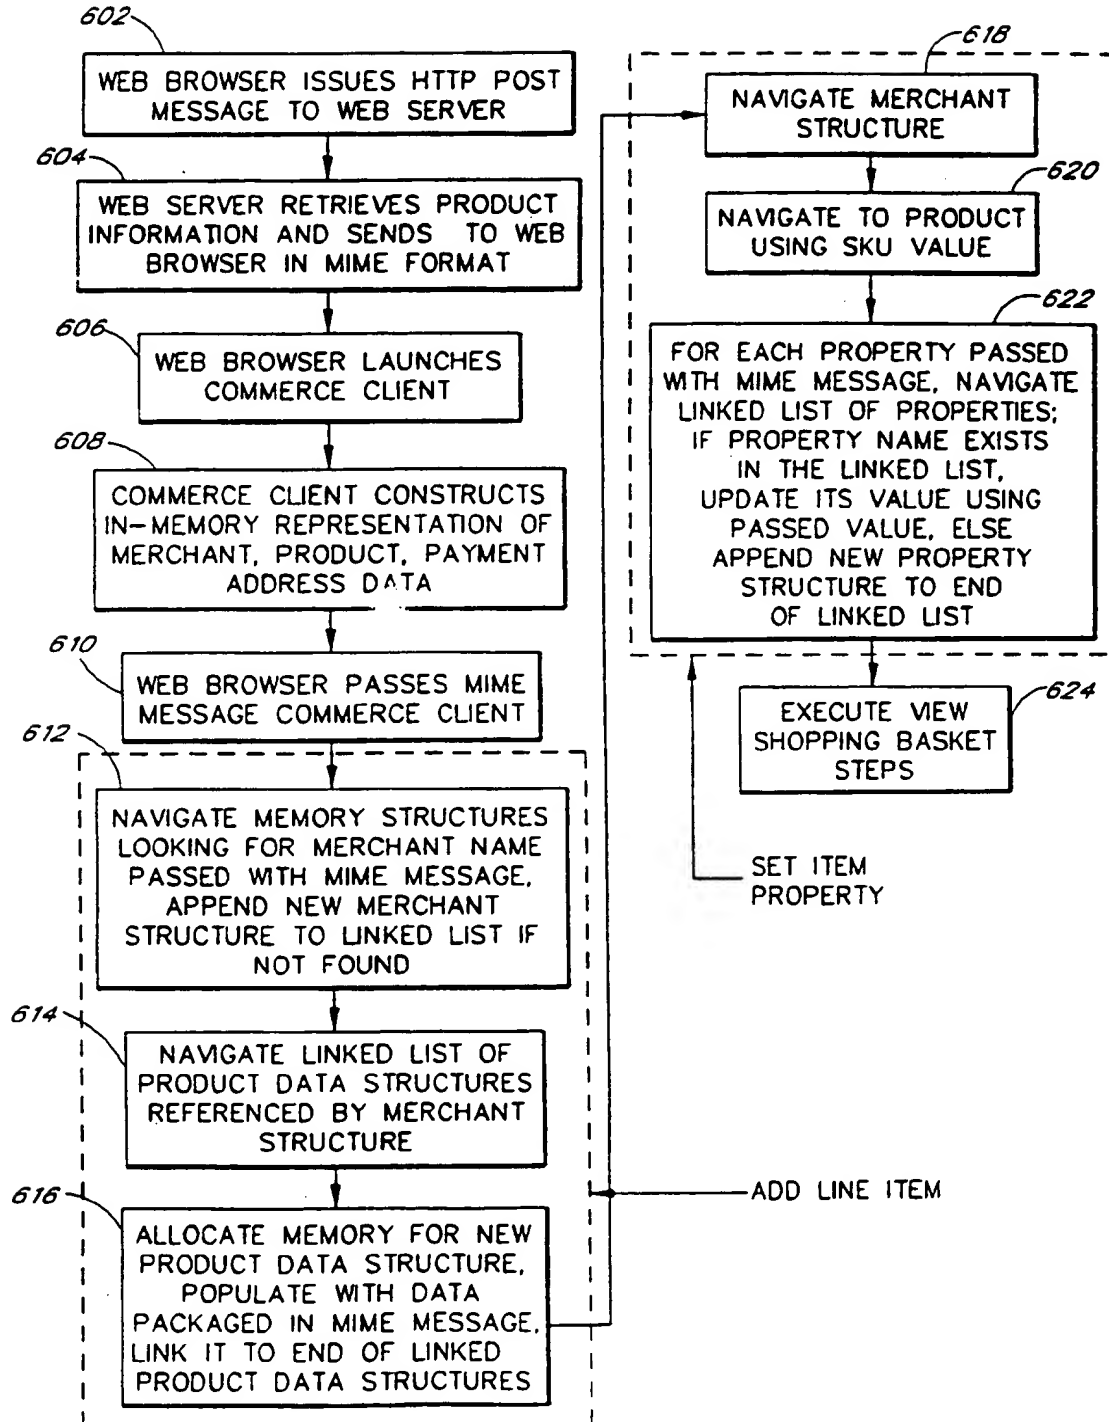 602
WEB BROWSER ISSUES HTTP POST
MESSAGE TO WEB SERVER
604
WEB SERVER RETRIEVES PRODUCT
INFORMATION AND SENDS TO WEB
BROWSER IN MIME FORMAT
606
WEB BROWSER LAUNCHES
COMMERCE CLIENT
608
COMMERCE CLIENT CONSTRUCTS
IN-MEMORY REPRESENTATION OF
MERCHANT, PRODUCT, PAYMENT
ADDRESS DATA
610
WEB BROWSER PASSES MIME
MESSAGE COMMERCE CLIENT
612
NAVIGATE MEMORY STRUCTURES
LOOKING FOR MERCHANT NAME
PASSED WITH MIME MESSAGE,
APPEND NEW MERCHANT
STRUCTURE TO LINKED LIST IF
NOT FOUND
614
NAVIGATE LINKED LIST OF
PRODUCT DATA STRUCTURES
REFERENCED BY MERCHANT
STRUCTURE
616
ALLOCATE MEMORY FOR NEW
PRODUCT DATA STRUCTURE,
POPULATE WITH DATA
PACKAGED IN MIME MESSAGE,
LINK IT TO END OF LINKED
PRODUCT DATA STRUCTURES
ADD LINE ITEM
618
NAVIGATE MERCHANT
STRUCTURE
620
NAVIGATE TO PRODUCT
USING SKU VALUE
622
FOR EACH PROPERTY PASSED
WITH MIME MESSAGE, NAVIGATE
LINKED LIST OF PROPERTIES;
IF PROPERTY NAME EXISTS
IN THE LINKED LIST,
UPDATE ITS VALUE USING
PASSED VALUE, ELSE
APPEND NEW PROPERTY
STRUCTURE TO END
OF LINKED LIST
624
EXECUTE VIEW
SHOPPING BASKET
STEPS
SET ITEM
PROPERTY